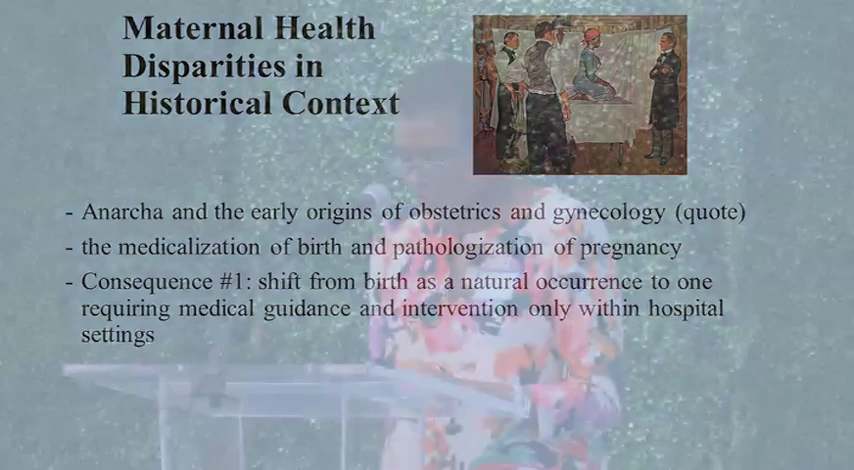 Maternal Health
Disparities in
Historical Context
- Anarcha and the early origins of obstetrics and gynecology (quote)
- the medicalization of birth and pathologization of pregnancy
- Consequence #1: shift from birth as a natural occurrence to one
requiring medical guidance and intervention only within hospital
settings